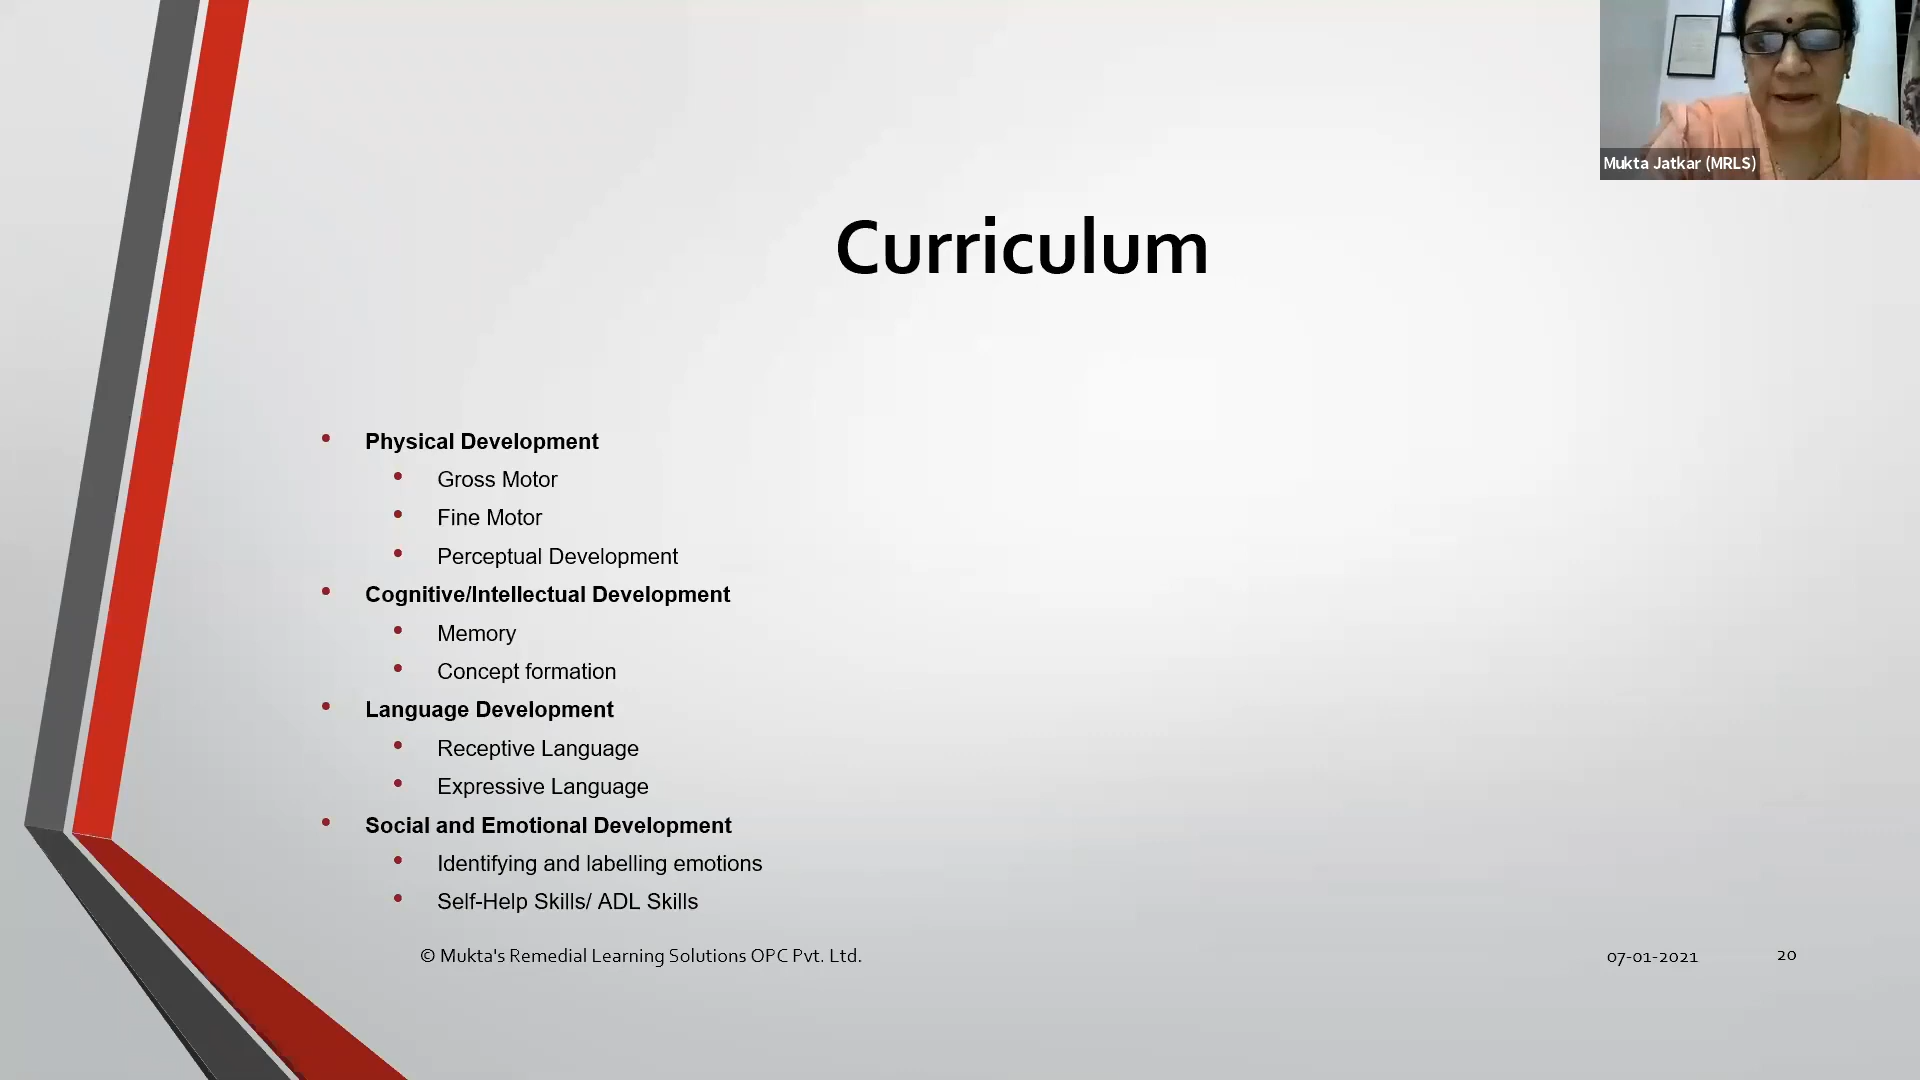 Mukta Jatkar (MRLS)
Curriculum
• Physical Development
• Gross Motor
• Fine Motor
• Perceptual Development
• Cognitive/Intellectual Development
• Memory
• Concept formation
• Language Development
• Receptive Language
• Expressive Language
• Social and Emotional Development
• Identifying and labelling emotions
• Self-Help Skills/ ADL Skills
© Mukta's Remedial Learning Solutions OPC Pvt. Ltd.
07-01-2021
20